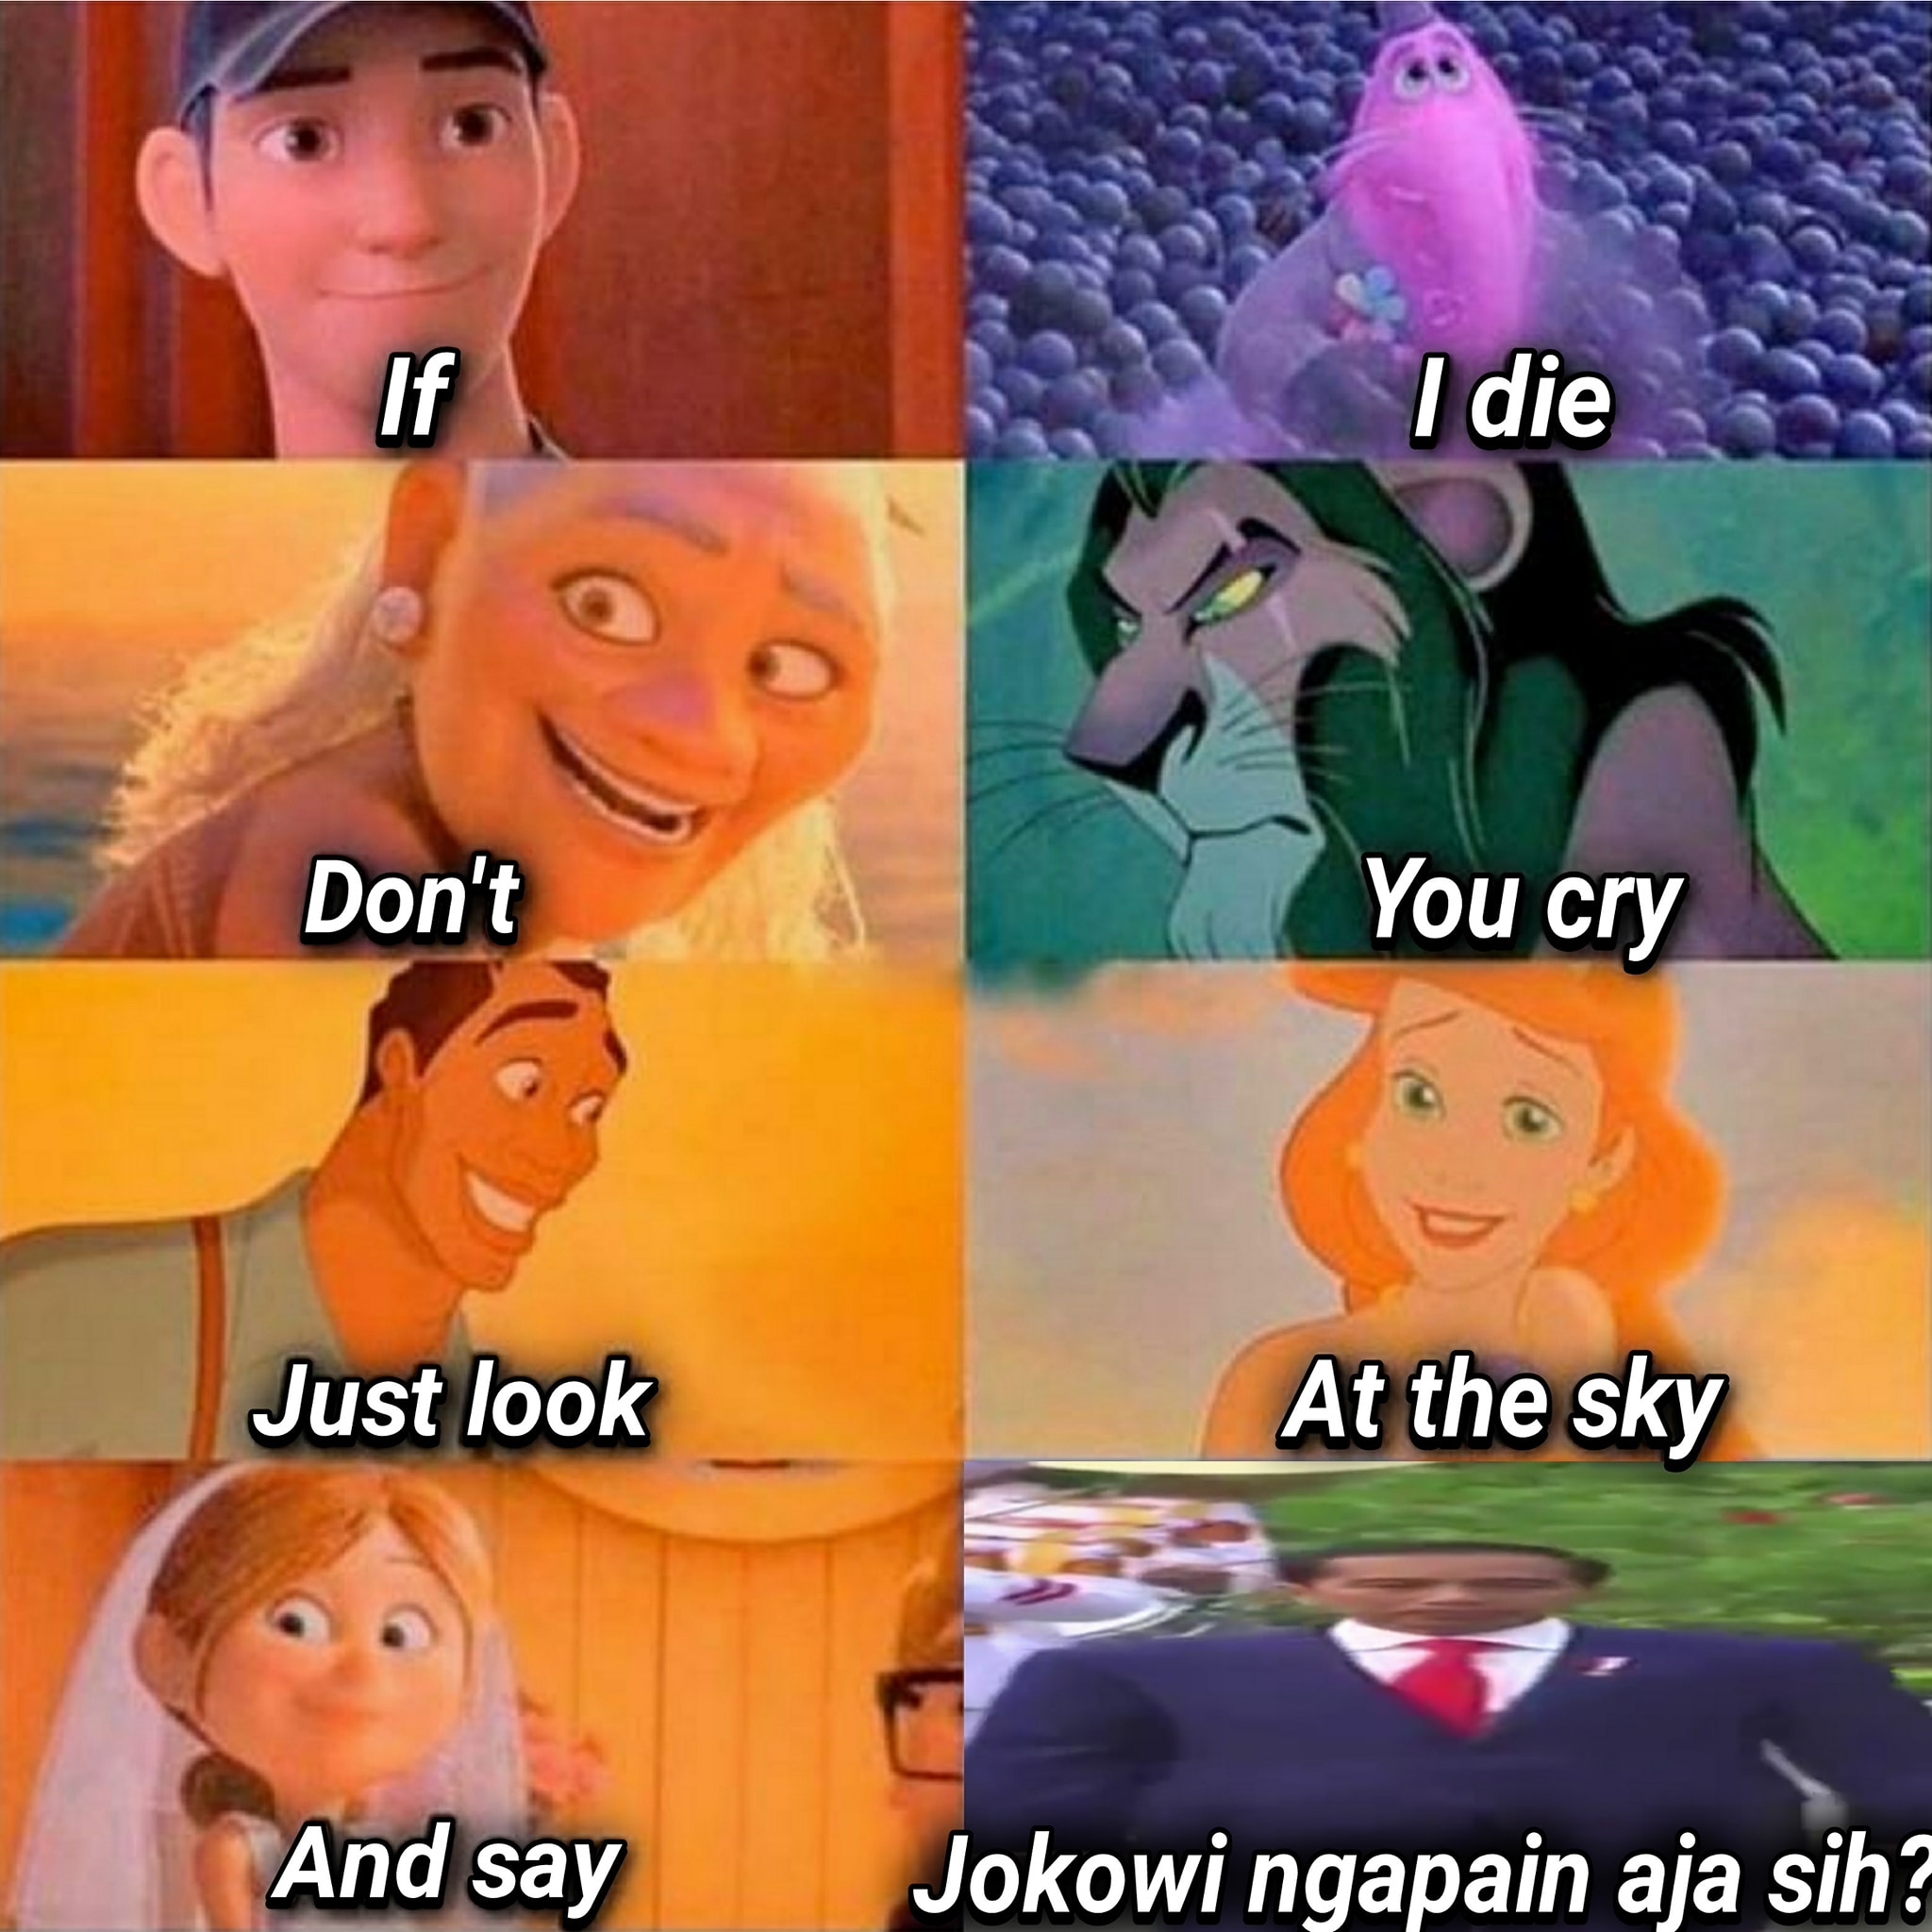 If
I die
Don't
You cry
Just look
At the sky
And say
Jokowi ngapain aja sih?